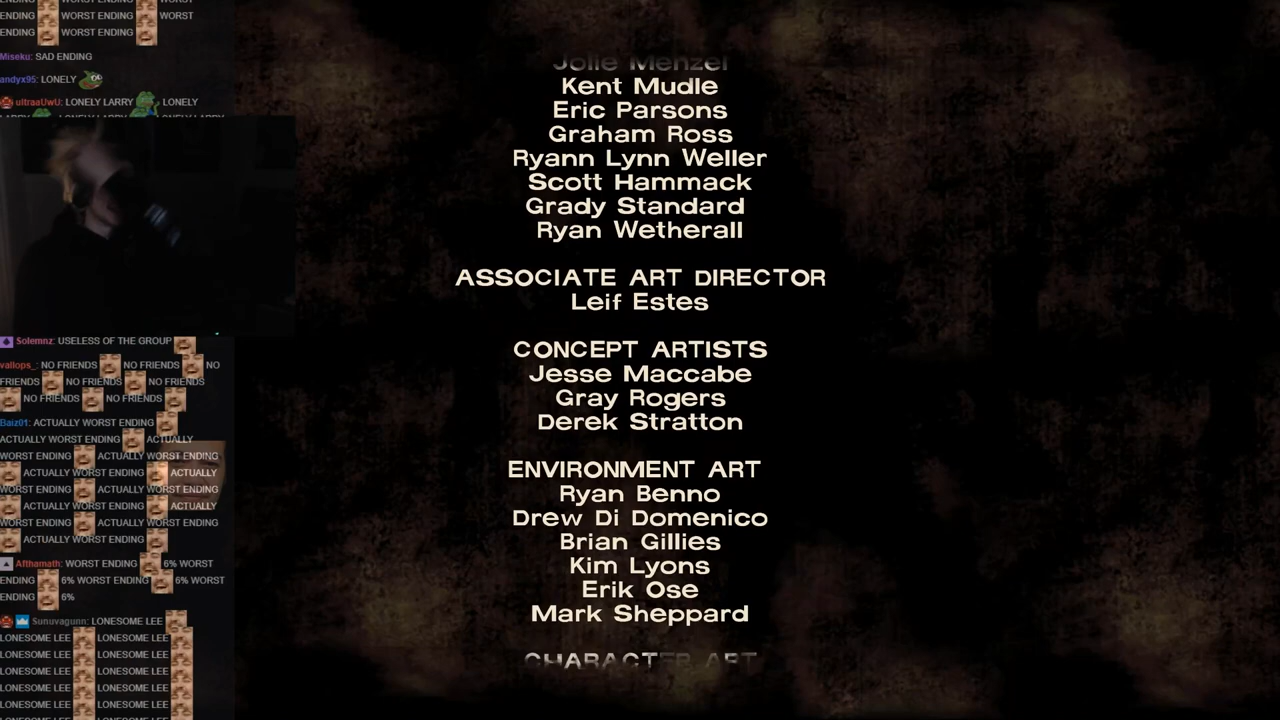 ENDING WORST ENDING WORST
ENDING WORST ENDING
Miseku: SAD ENDING
andyx95: LONELY
ultraaUwU: LONELY LARRY LONELY
Solemnz: USELESS OF THE GROUP
vallops_: NO FRIENDS NO FRIENDS NO
FRIENDS NO FRIENDS NO FRIENDS
NO FRIENDS NO FRIENDS
Baiz01: ACTUALLY WORST ENDING
ACTUALLY WORST ENDING ACTUALLY
WORST ENDING ACTUALLY WORST ENDING
ACTUALLY WORST ENDING ACTUALLY
WORST ENDING ACTUALLY WORST ENDING
ACTUALLY WORST ENDING ACTUALLY
WORST ENDING ACTUALLY WORST ENDING
ACTUALLY WORST ENDING
Afthamath: WORST ENDING 6% WORST
ENDING 6% WORST ENDING 6% WORST
ENDING 6%
Sunuvagunn: LONESOME LEE
LONESOME LEE LONESOME LEE
LONESOME LEE LONESOME LEE
LONESOME LEE LONESOME LEE
LONESOME LEE LONESOME LEE
LONESOME LEE LONESOME LEE
Jolie Menzel
Kent Mudle
Eric Parsons
Graham Ross
Ryann Lynn Weller
Scott Hammack
Grady Standard
Ryan Wetherall
ASSOCIATE ART DIRECTOR
Leif Estes
CONCEPT ARTISTS
Jesse Maccabe
Gray Rogers
Derek Stratton
ENVIRONMENT ART
Ryan Benno
Drew Di Domenico
Brian Gillies
Kim Lyons
Erik Ose
Mark Sheppard
CHARACTER ART